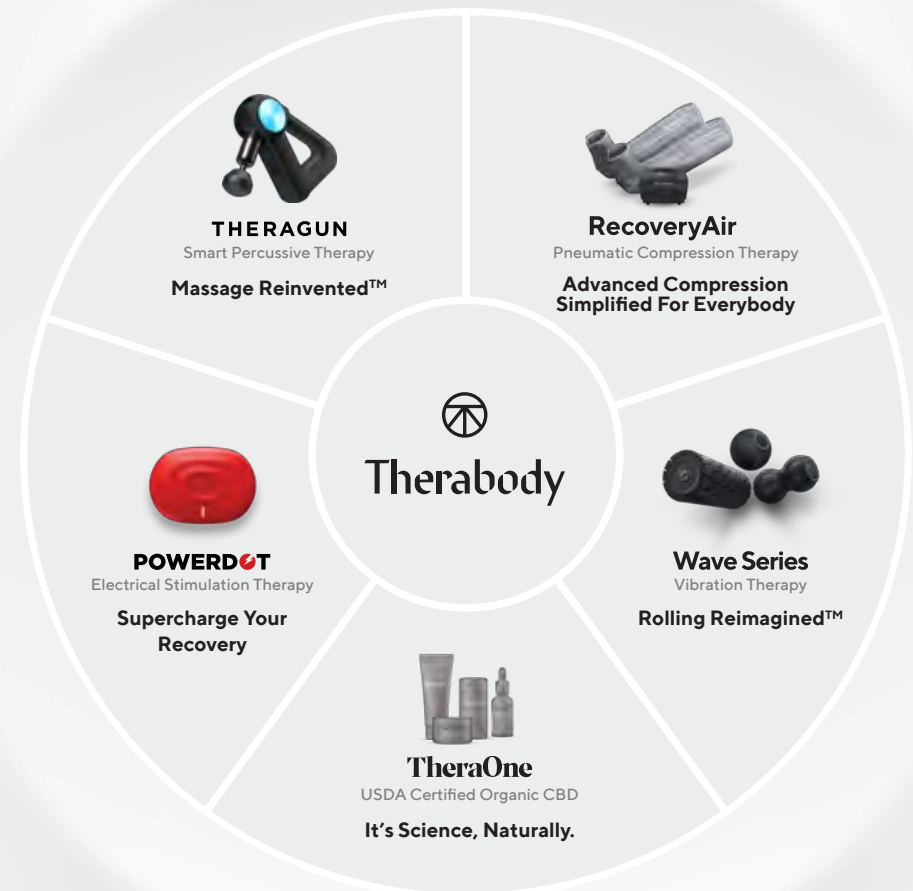 THERAGUN
Smart Percussive Therapy
Massage Reinvented™
RecoveryAir
Pneumatic Compression Therapy
Advanced Compression
Simplified For Everybody
Therabody
POWERDOT
Electrical Stimulation Therapy
Supercharge Your
Recovery
Wave Series
Vibration Therapy
Rolling Reimagined™
TheraOne
USDA Certified Organic CBD
It's Science, Naturally.